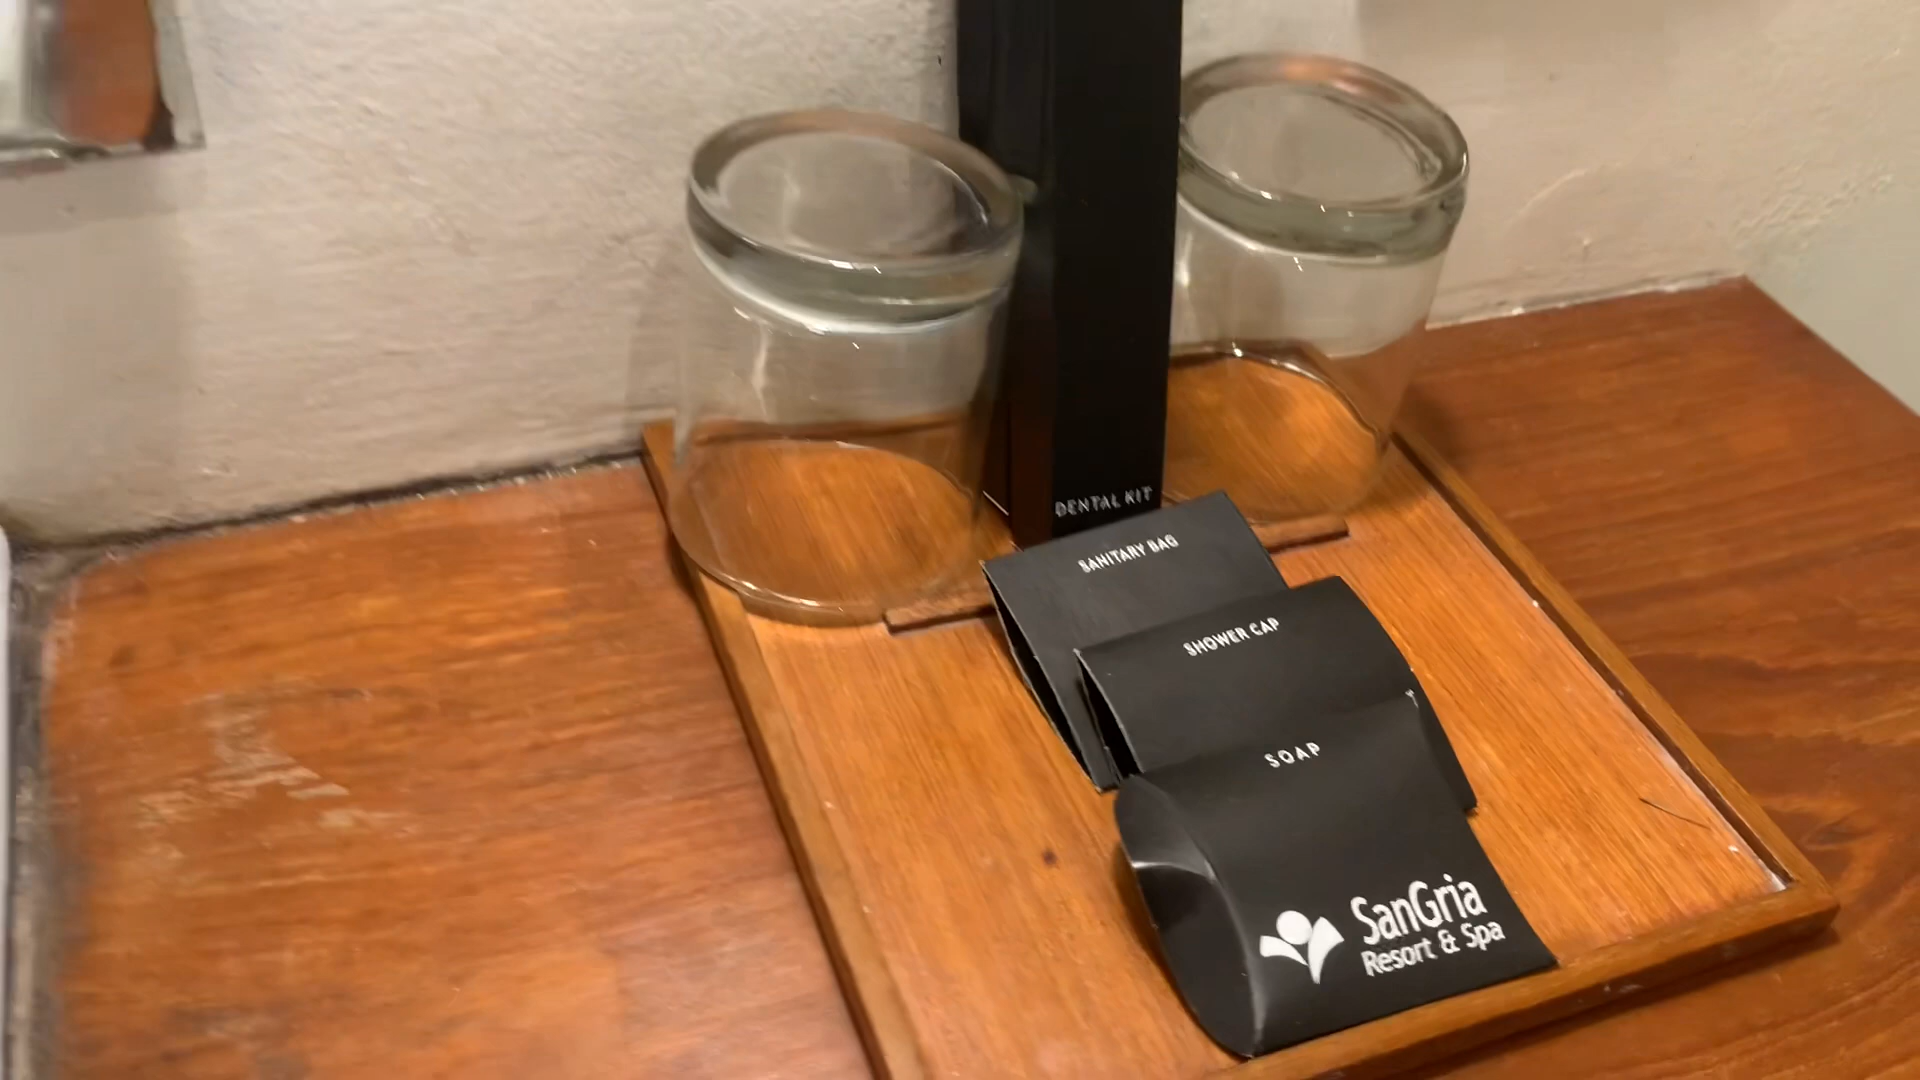 DENTAL KIT
SANITARY BAG
SHOWER CAP
SOAP
SanGria
Resort & Spa